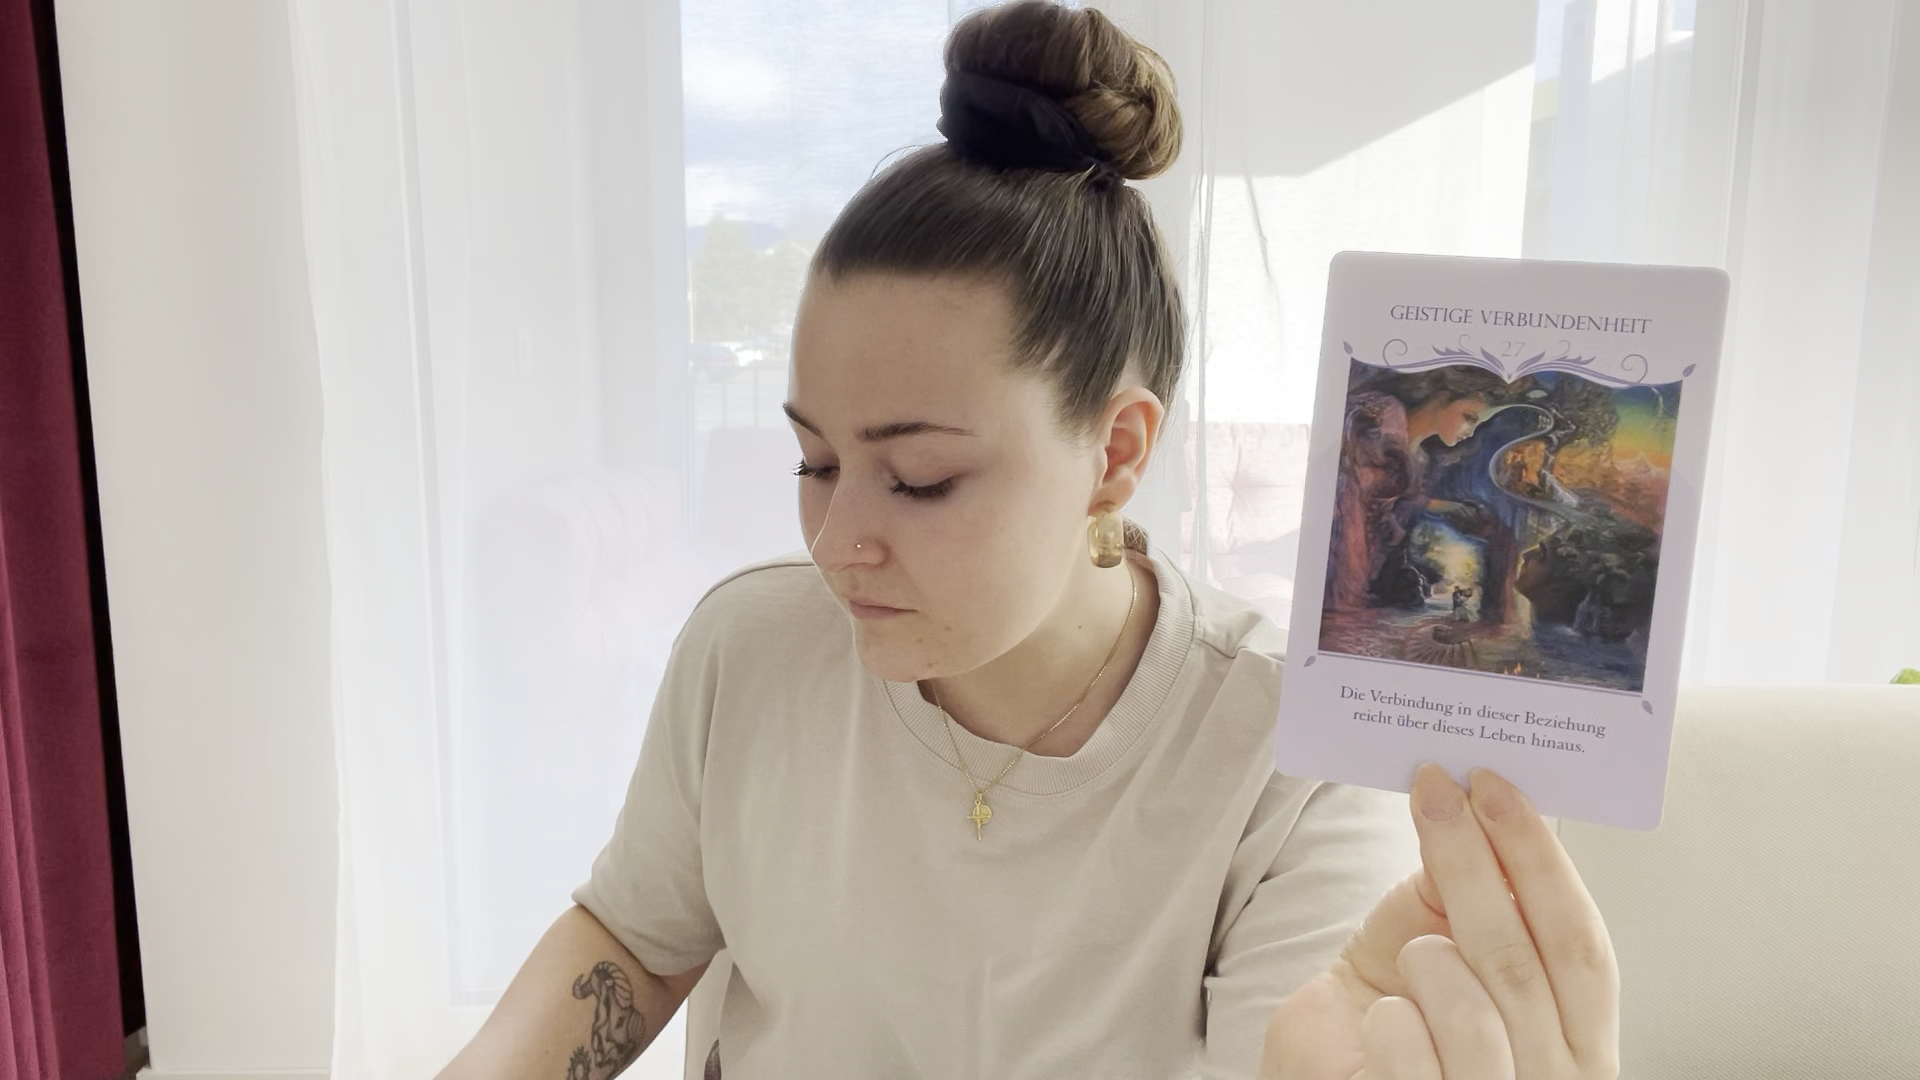 GEISTIGE VERBUNDENHEIT
27
Die Verbindung in dieser Beziehung
reicht über dieses Leben hinaus.